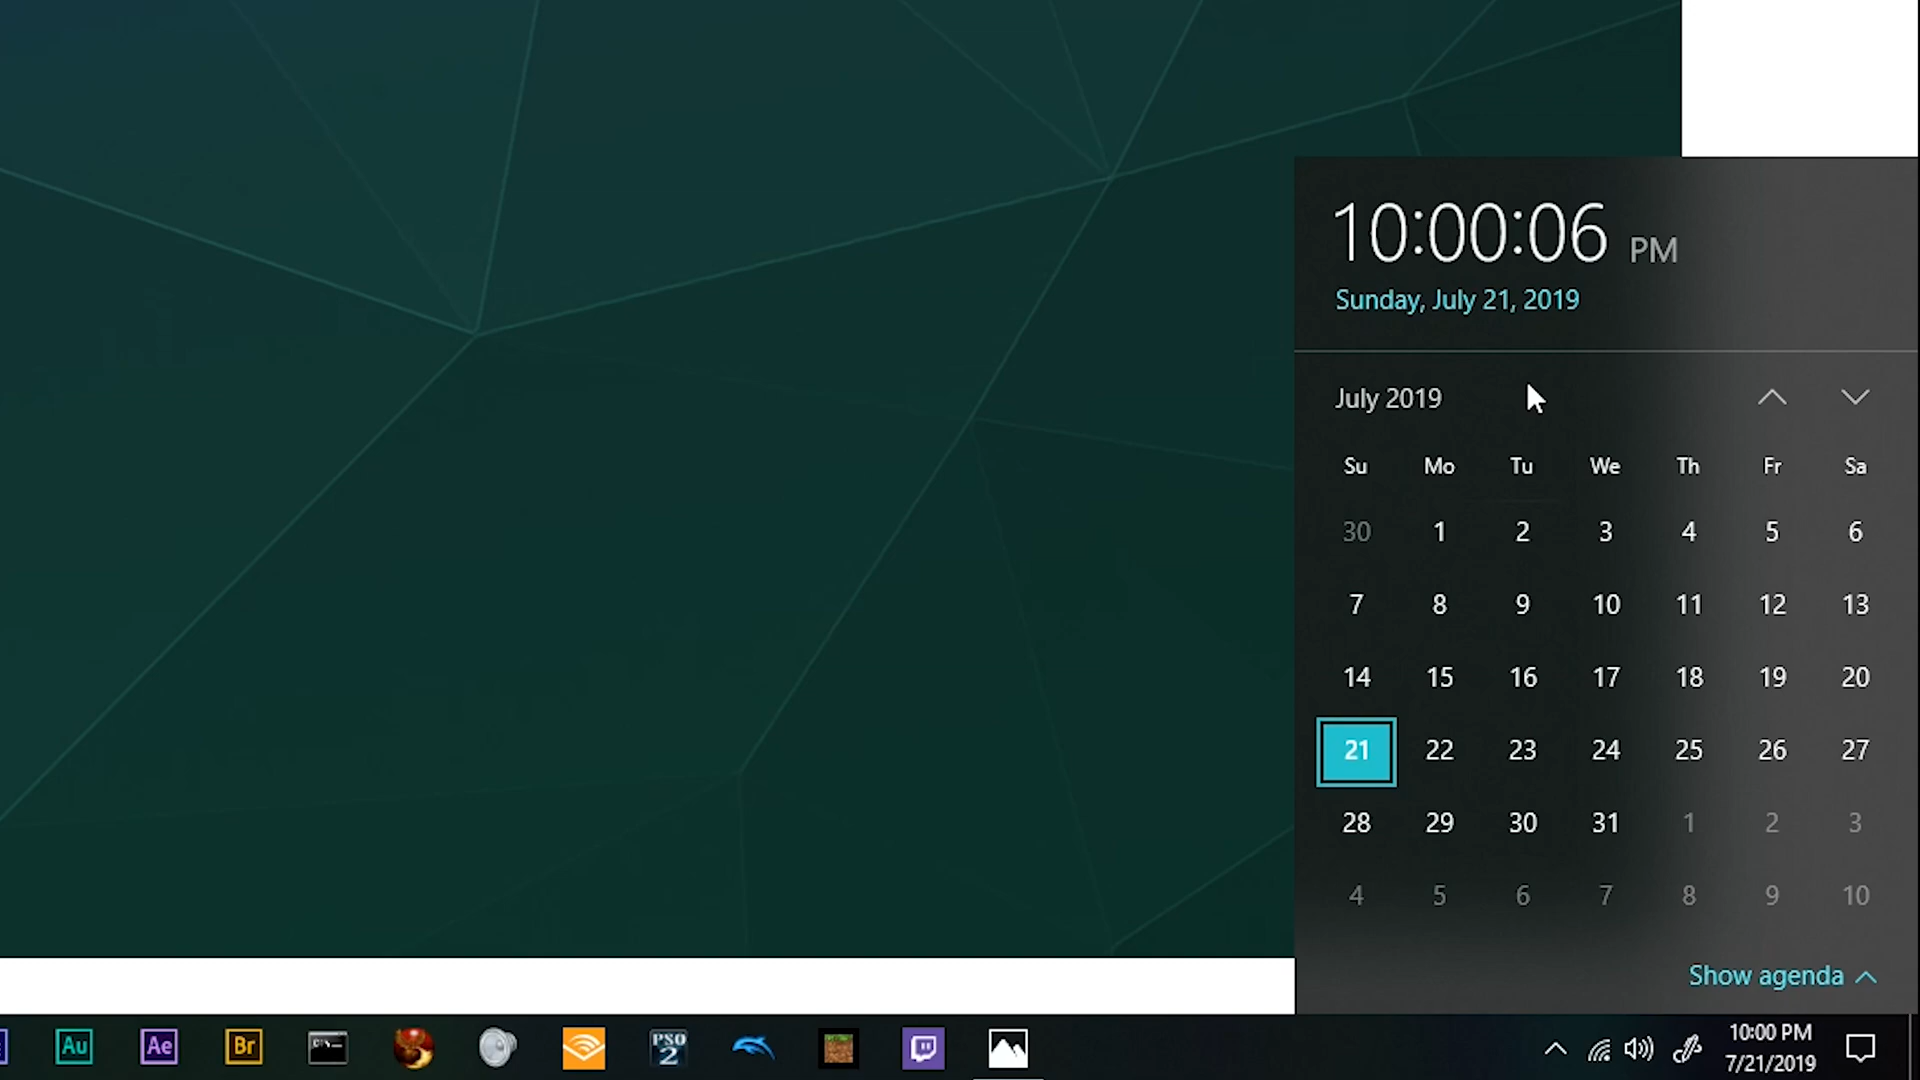 10:00:06 PM
Sunday, July 21, 2019
July 2019
Su Mo Tu We Th Fr Sa
30 1 2 3 4 5 6
7 8 9 10 11 12 13
14 15 16 17 18 19 20
21 22 23 24 25 26 27
28 29 30 31 1 2 3
4 5 6 7 8 9 10
Show agenda
Au Ae Br C:\_ PSO 2 10:00 PM
7/21/2019